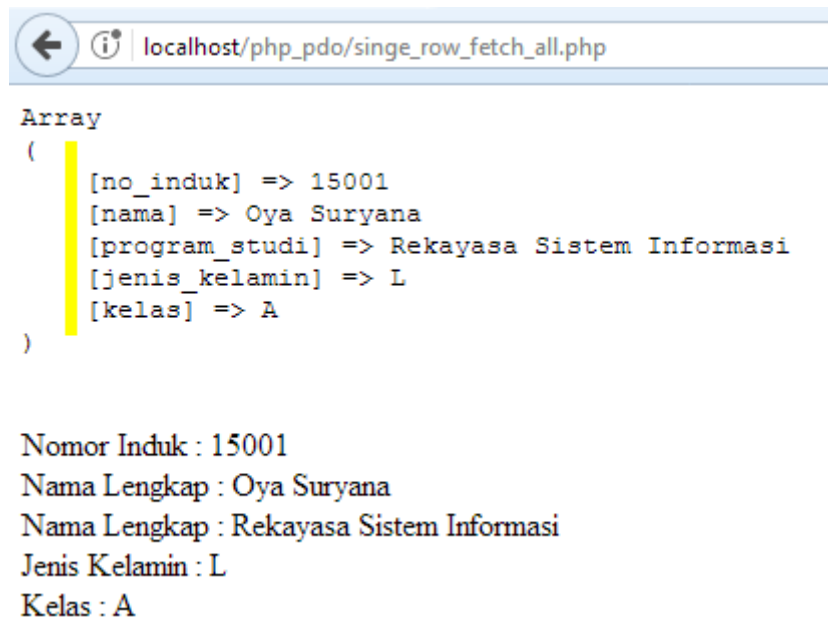 localhost/php_pdo/singe_row_fetch_all.php
Array
(
[no_induk] => 15001
[nama] => Oya Suryana
[program_studi] => Rekayasa Sistem Informasi
[jenis_kelamin] => L
[kelas] => A
)
Nomor Induk : 15001
Nama Lengkap : Oya Suryana
Nama Lengkap : Rekayasa Sistem Informasi
Jenis Kelamin : L
Kelas : A